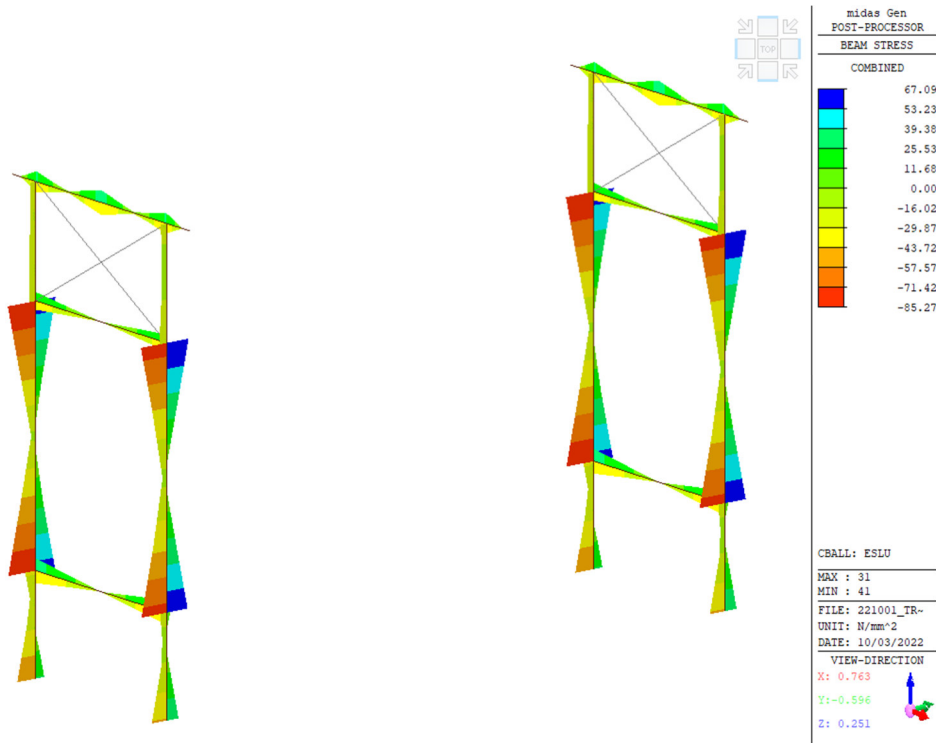 TOP
midas Gen
POST-PROCESSOR
BEAM STRESS
COMBINED
67.09
53.23
39.38
25.53
11.68
0.00
-16.02
-29.87
-43.72
-57.57
-71.42
-85.27
CBALL: ESLU
MAX : 31
MIN : 41
FILE: 221001_TR~
UNIT: N/mm^2
DATE: 10/03/2022
VIEW-DIRECTION
X: 0.763
Y:-0.596
Z: 0.251